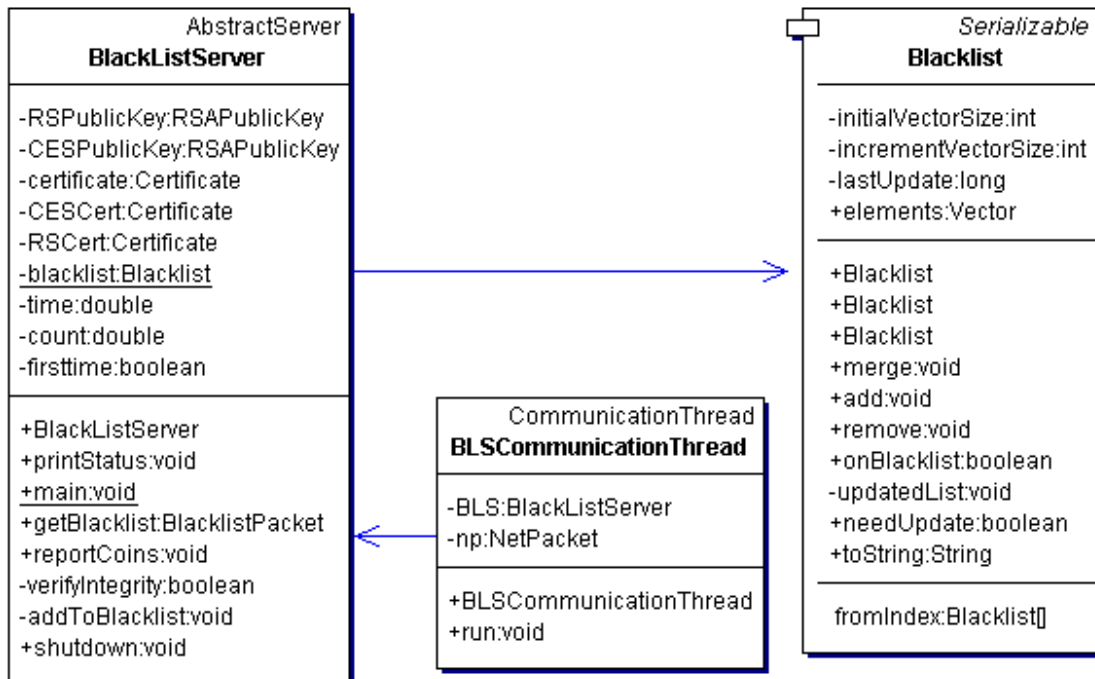 AbstractServer
BlackListServer
-RSPublicKey:RSAPublicKey
-CESPublicKey:RSAPublicKey
-certificate:Certificate
-CESCert:Certificate
-RSCert:Certificate
-blacklist:Blacklist
-time:double
-count:double
-firsttime:boolean
+BlackListServer
+printStatus:void
+main:void
+getBlacklist:BlacklistPacket
+reportCoins:void
-verifyIntegrity:boolean
-addToBlacklist:void
+shutdown:void
CommunicationThread
BLSCommunicationThread
-BLS:BlackListServer
-np:NetPacket
+BLSCommunicationThread
+run:void
Serializable
Blacklist
-initialVectorSize:int
-incrementVectorSize:int
-lastUpdate:long
+elements:Vector
+Blacklist
+Blacklist
+Blacklist
+merge:void
+add:void
+remove:void
+onBlacklist:boolean
-updatedList:void
+needUpdate:boolean
+toString:String
fromIndex:Blacklist[]